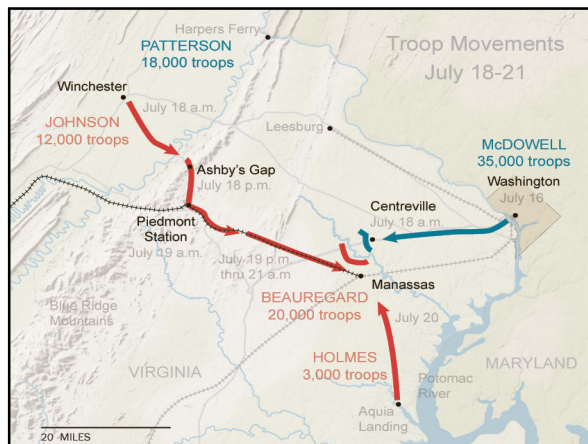 Harpers Ferry
PATTERSON
18,000 troops
Troop Movements
July 18-21
Winchester
July 18 a.m.
JOHNSON
12,000 troops
Leesburg
McDOWELL
35,000 troops
Ashby's Gap
July 18 p.m.
Washington
July 16
Centreville
July 18 a.m.
Piedmont
Station
July 19 a.m.
July 19 p.m.
thru 21 a.m
BEAUREGARD
20,000 troops
Manassas
Blue Ridge
Mountains
July 20
HOLMES
3,000 troops
VIRGINIA
MARYLAND
Potomac
River
Aquia
Landing
20 MILES